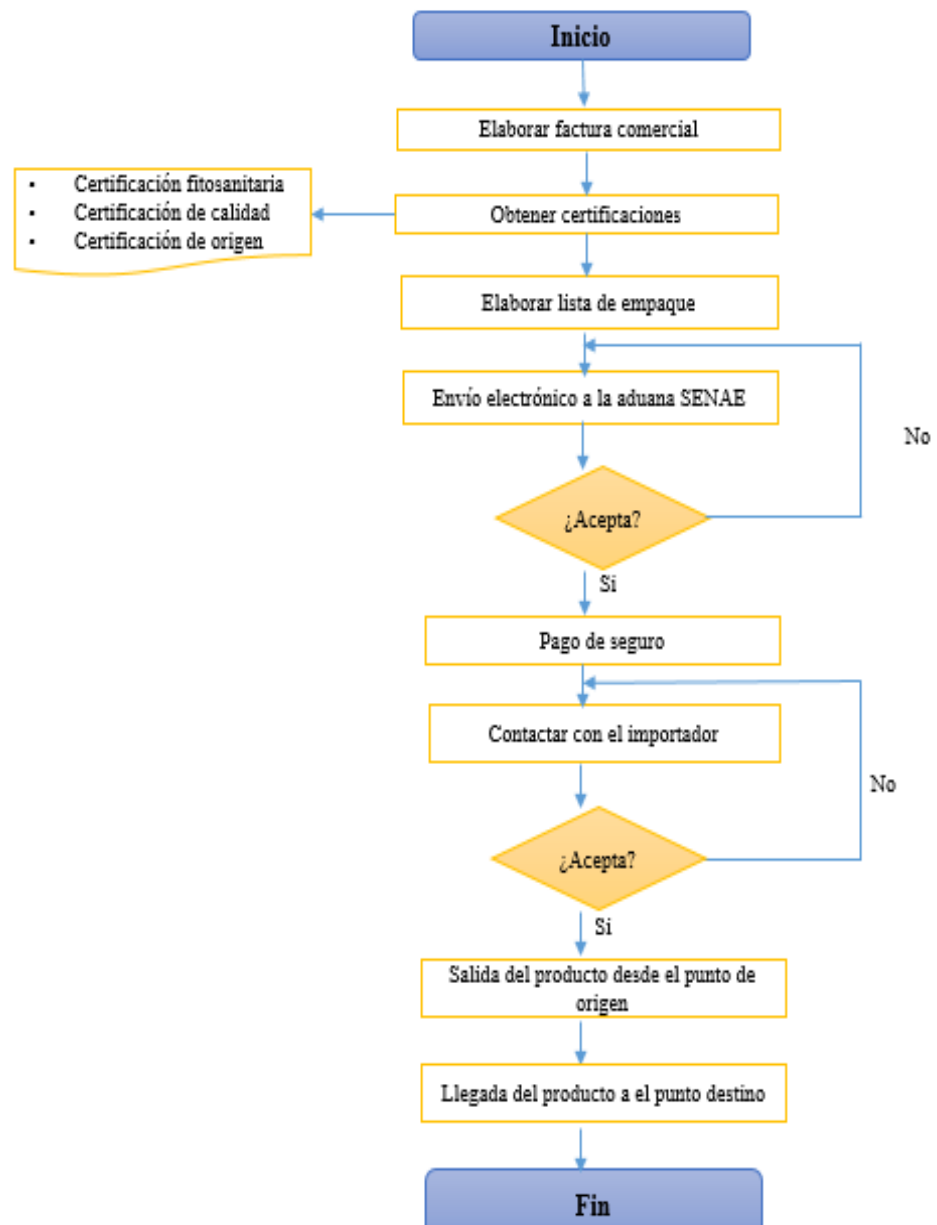 Inicio
Elaborar factura comercial
▪ Certificación fitosanitaria
▪ Certificación de calidad
▪ Certificación de origen
Obtener certificaciones
Elaborar lista de empaque
Envío electrónico a la aduana SENAE
No
¿Acepta?
Si
Pago de seguro
Contactar con el importador
No
¿Acepta?
Si
Salida del producto desde el punto de
origen
Llegada del producto a el punto destino
Fin